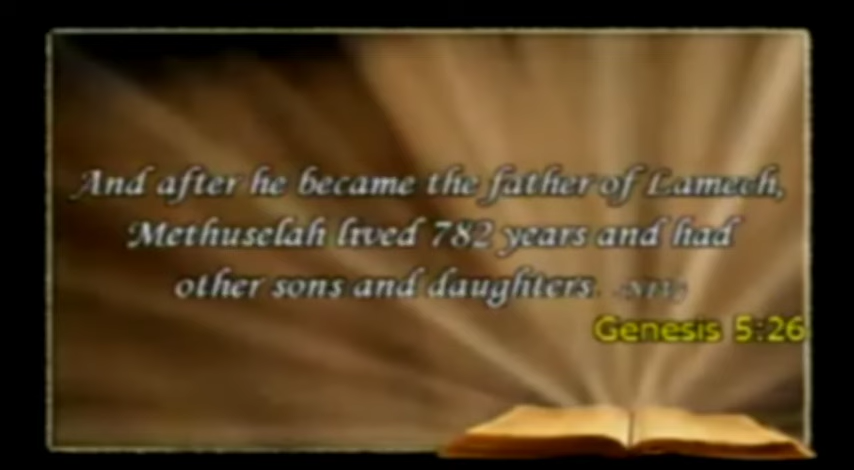 And after he became the father of Lamech,
Methuselah lived 782 years and had
other sons and daughters. -NIV
Genesis 5:26